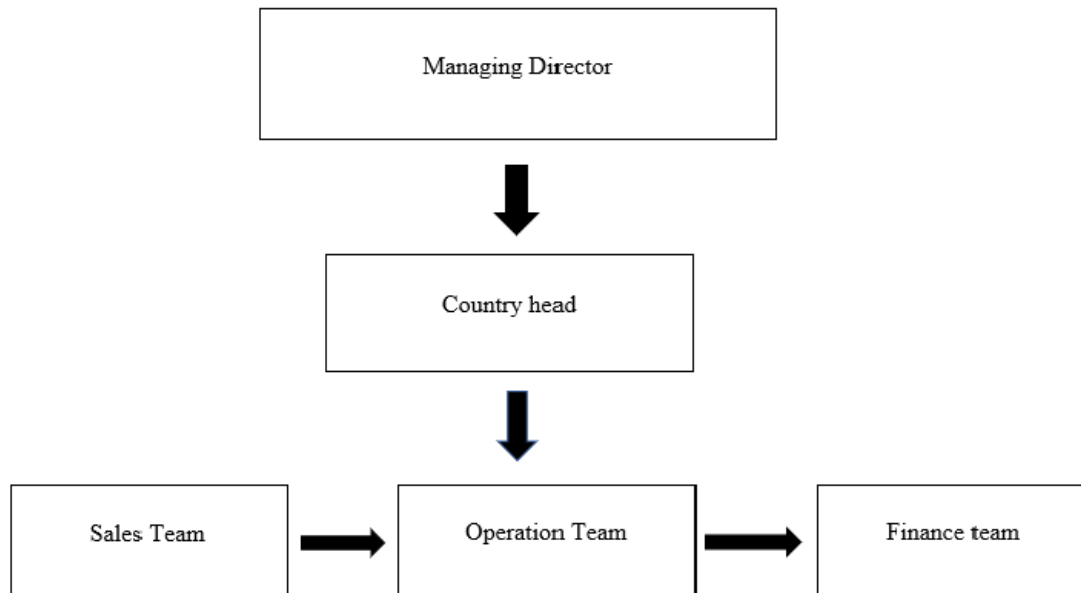 Managing Director
Country head
Sales Team
Operation Team
Finance team